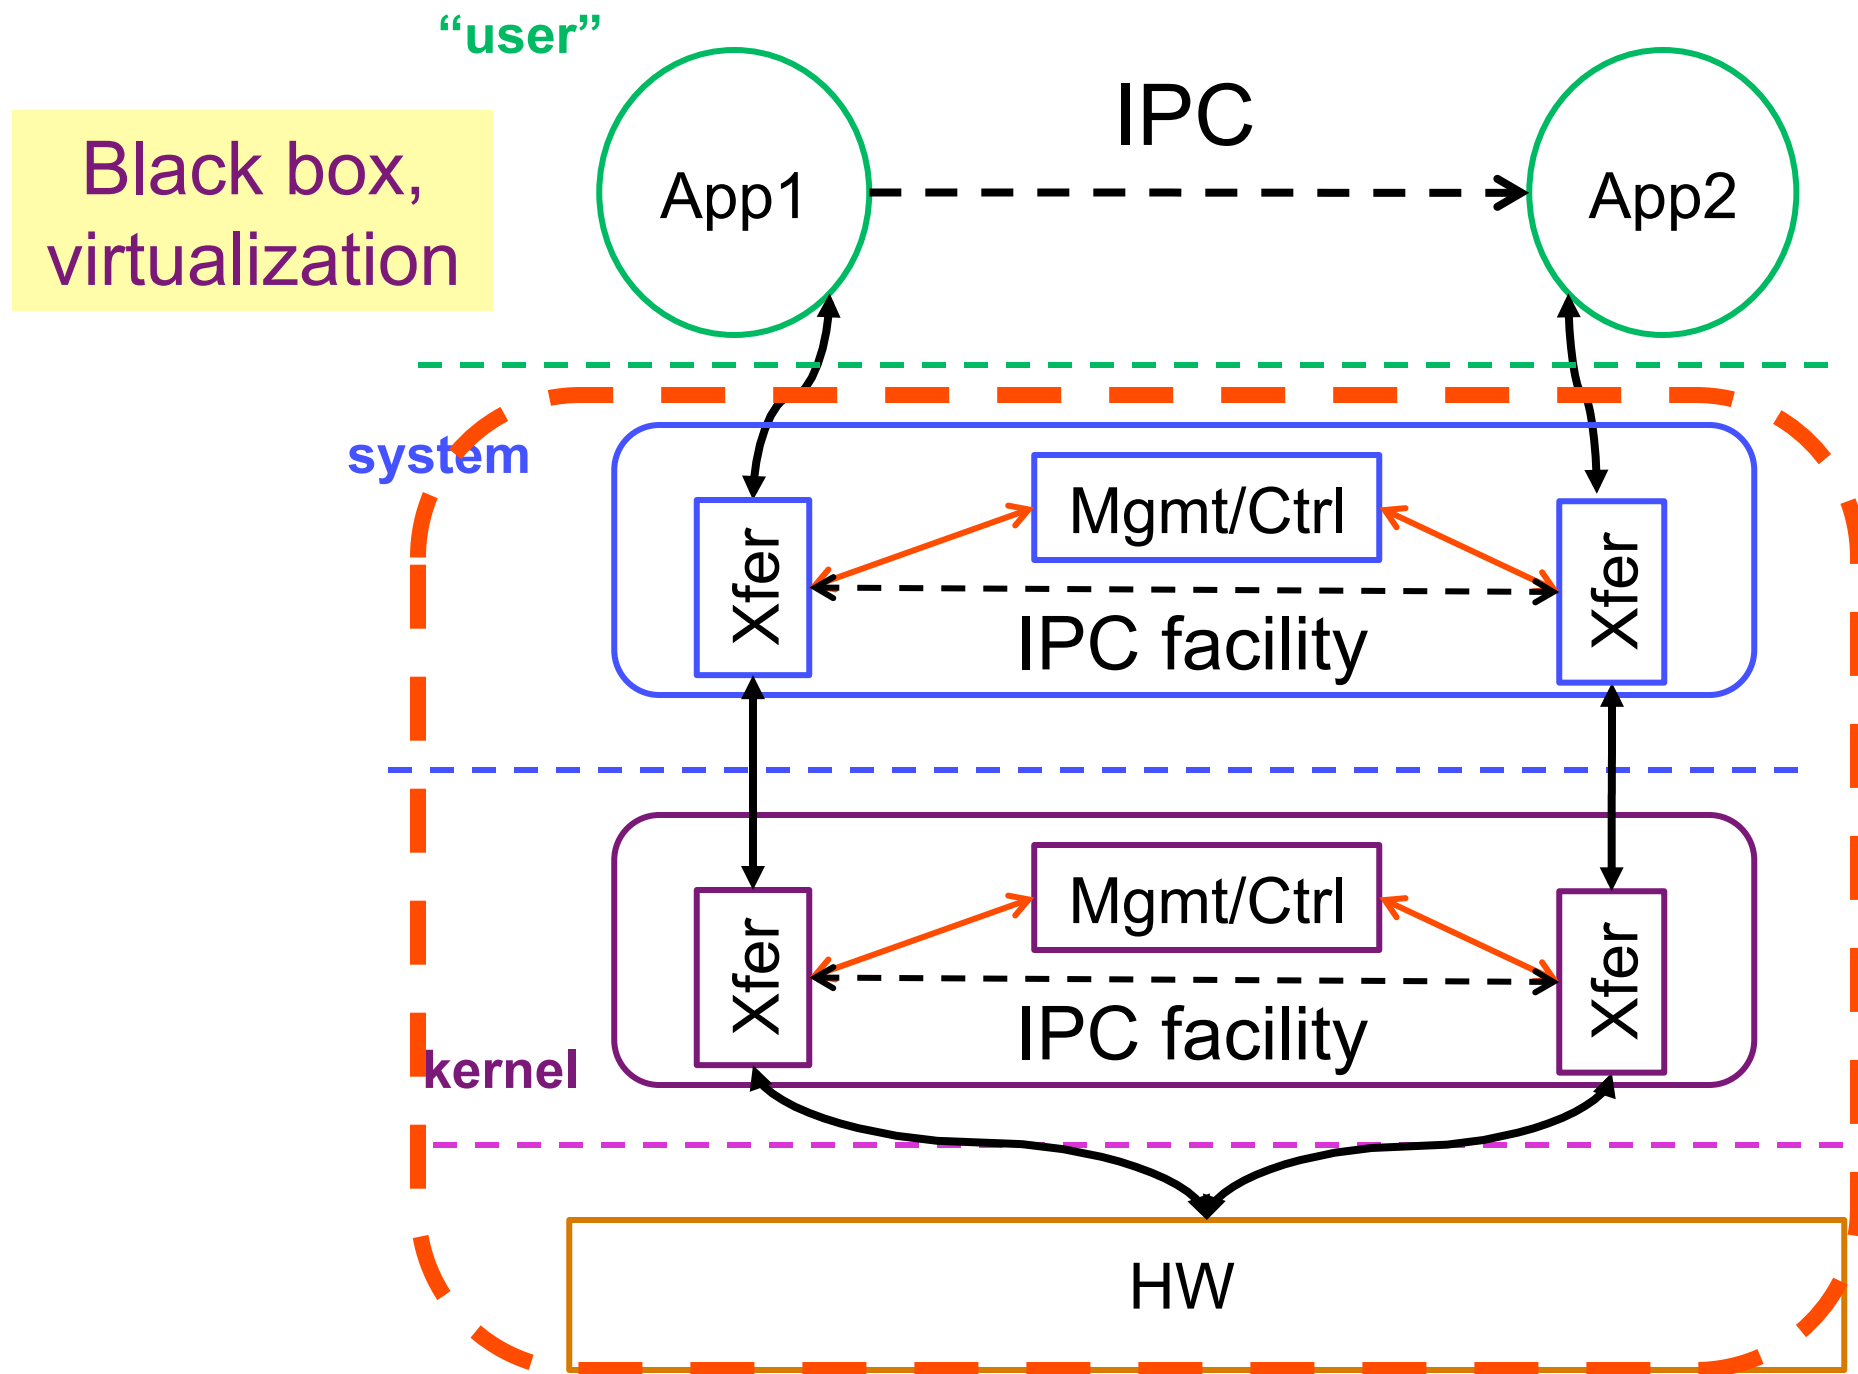 “user”
IPC
Black box,
virtualization
App1
App2
system
Mgmt/Ctrl
Xfer
Xfer
IPC facility
Mgmt/Ctrl
Xfer
Xfer
IPC facility
kernel
HW